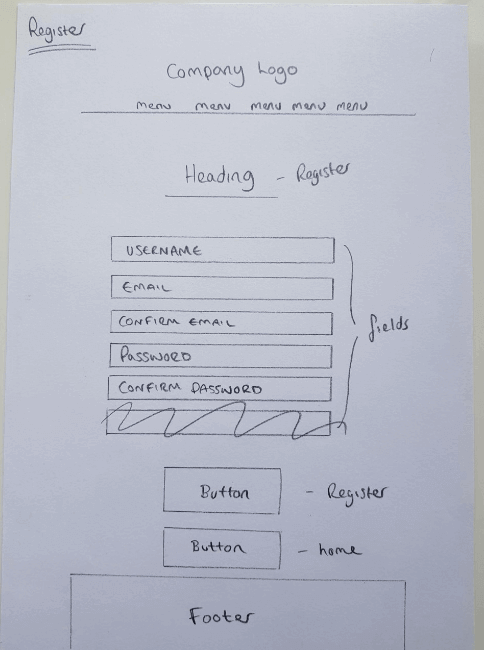 Register
Company Logo
menu menu menu menu menu
Heading - Register
USERNAME
EMAIL
CONFIRM EMAIL
fields
PASSWORD
CONFIRM PASSWORD
Button - Register
Button - home
Footer